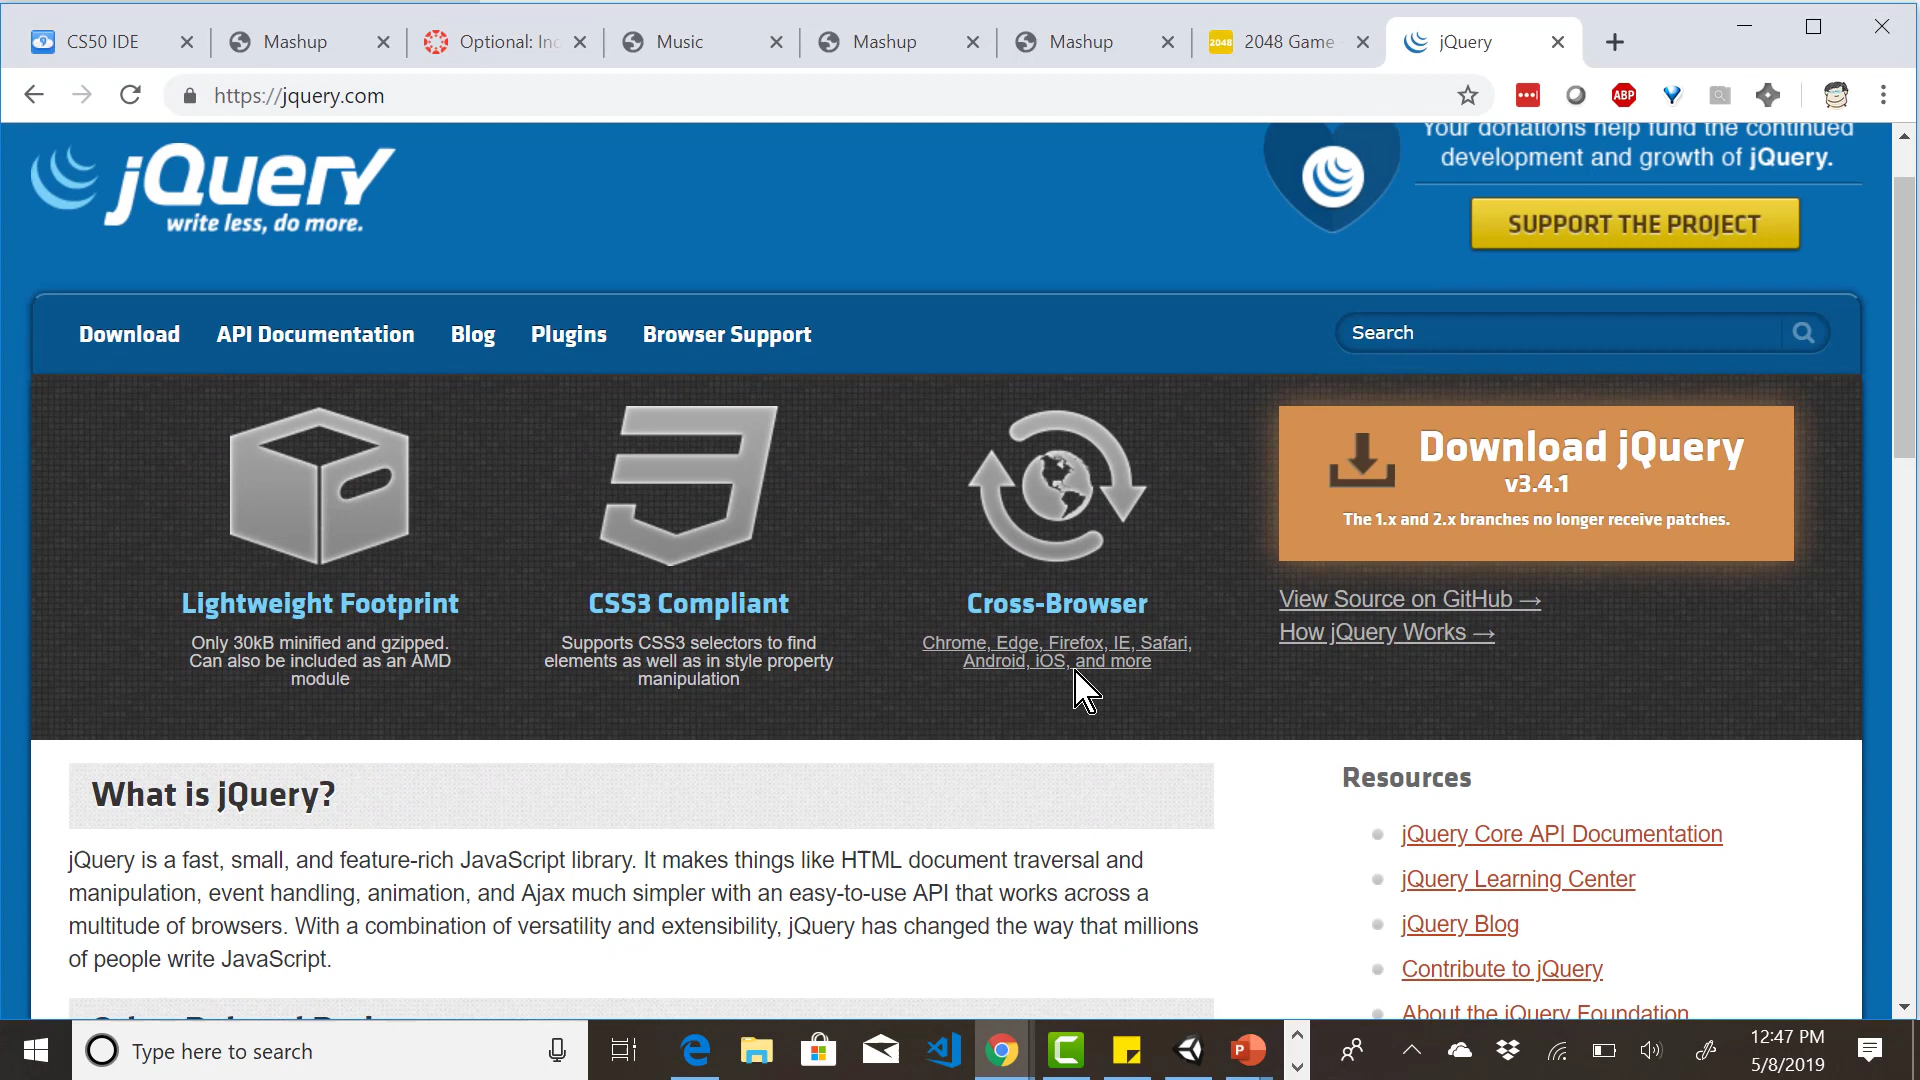 CS50 IDE
Mashup
Optional: Inc
Music
Mashup
Mashup
2048 Game
jQuery
https://jquery.com
ABP
jQuery
write less, do more.
Your donations help fund the continued
development and growth of jQuery.
SUPPORT THE PROJECT
Download
API Documentation
Blog
Plugins
Browser Support
Search
Lightweight Footprint
Only 30kB minified and gzipped.
Can also be included as an AMD
module
CSS3 Compliant
Supports CSS3 selectors to find
elements as well as in style property
manipulation
Cross-Browser
Chrome, Edge, Firefox, IE, Safari,
Android, iOS, and more
Download jQuery
v3.4.1
The 1.x and 2.x branches no longer receive patches.
View Source on GitHub →
How jQuery Works →
What is jQuery?
jQuery is a fast, small, and feature-rich JavaScript library. It makes things like HTML document traversal and
manipulation, event handling, animation, and Ajax much simpler with an easy-to-use API that works across a
multitude of browsers. With a combination of versatility and extensibility, jQuery has changed the way that millions
of people write JavaScript.
Resources
jQuery Core API Documentation
jQuery Learning Center
jQuery Blog
Contribute to jQuery
About the jQuery Foundation
Type here to search
12:47 PM
5/8/2019